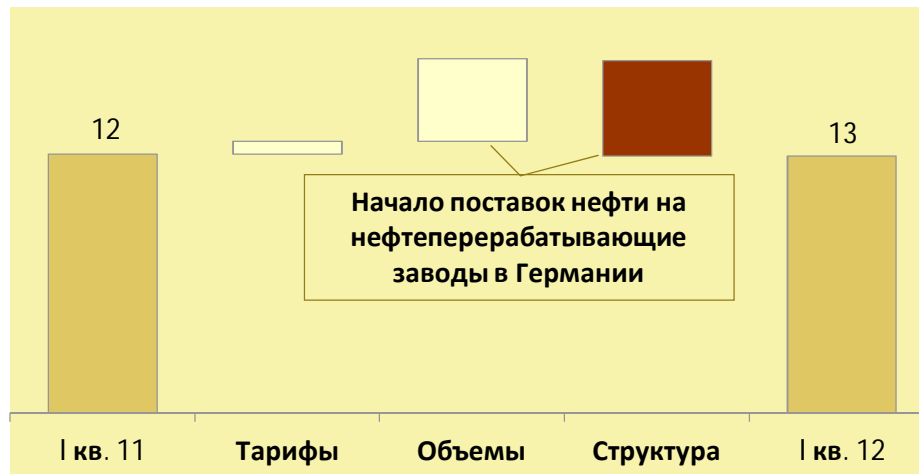 12
13
Начало поставок нефти на
нефтеперерабатывающие
заводы в Германии
I кв. 11
Тарифы
Объемы
Структура
I кв. 12